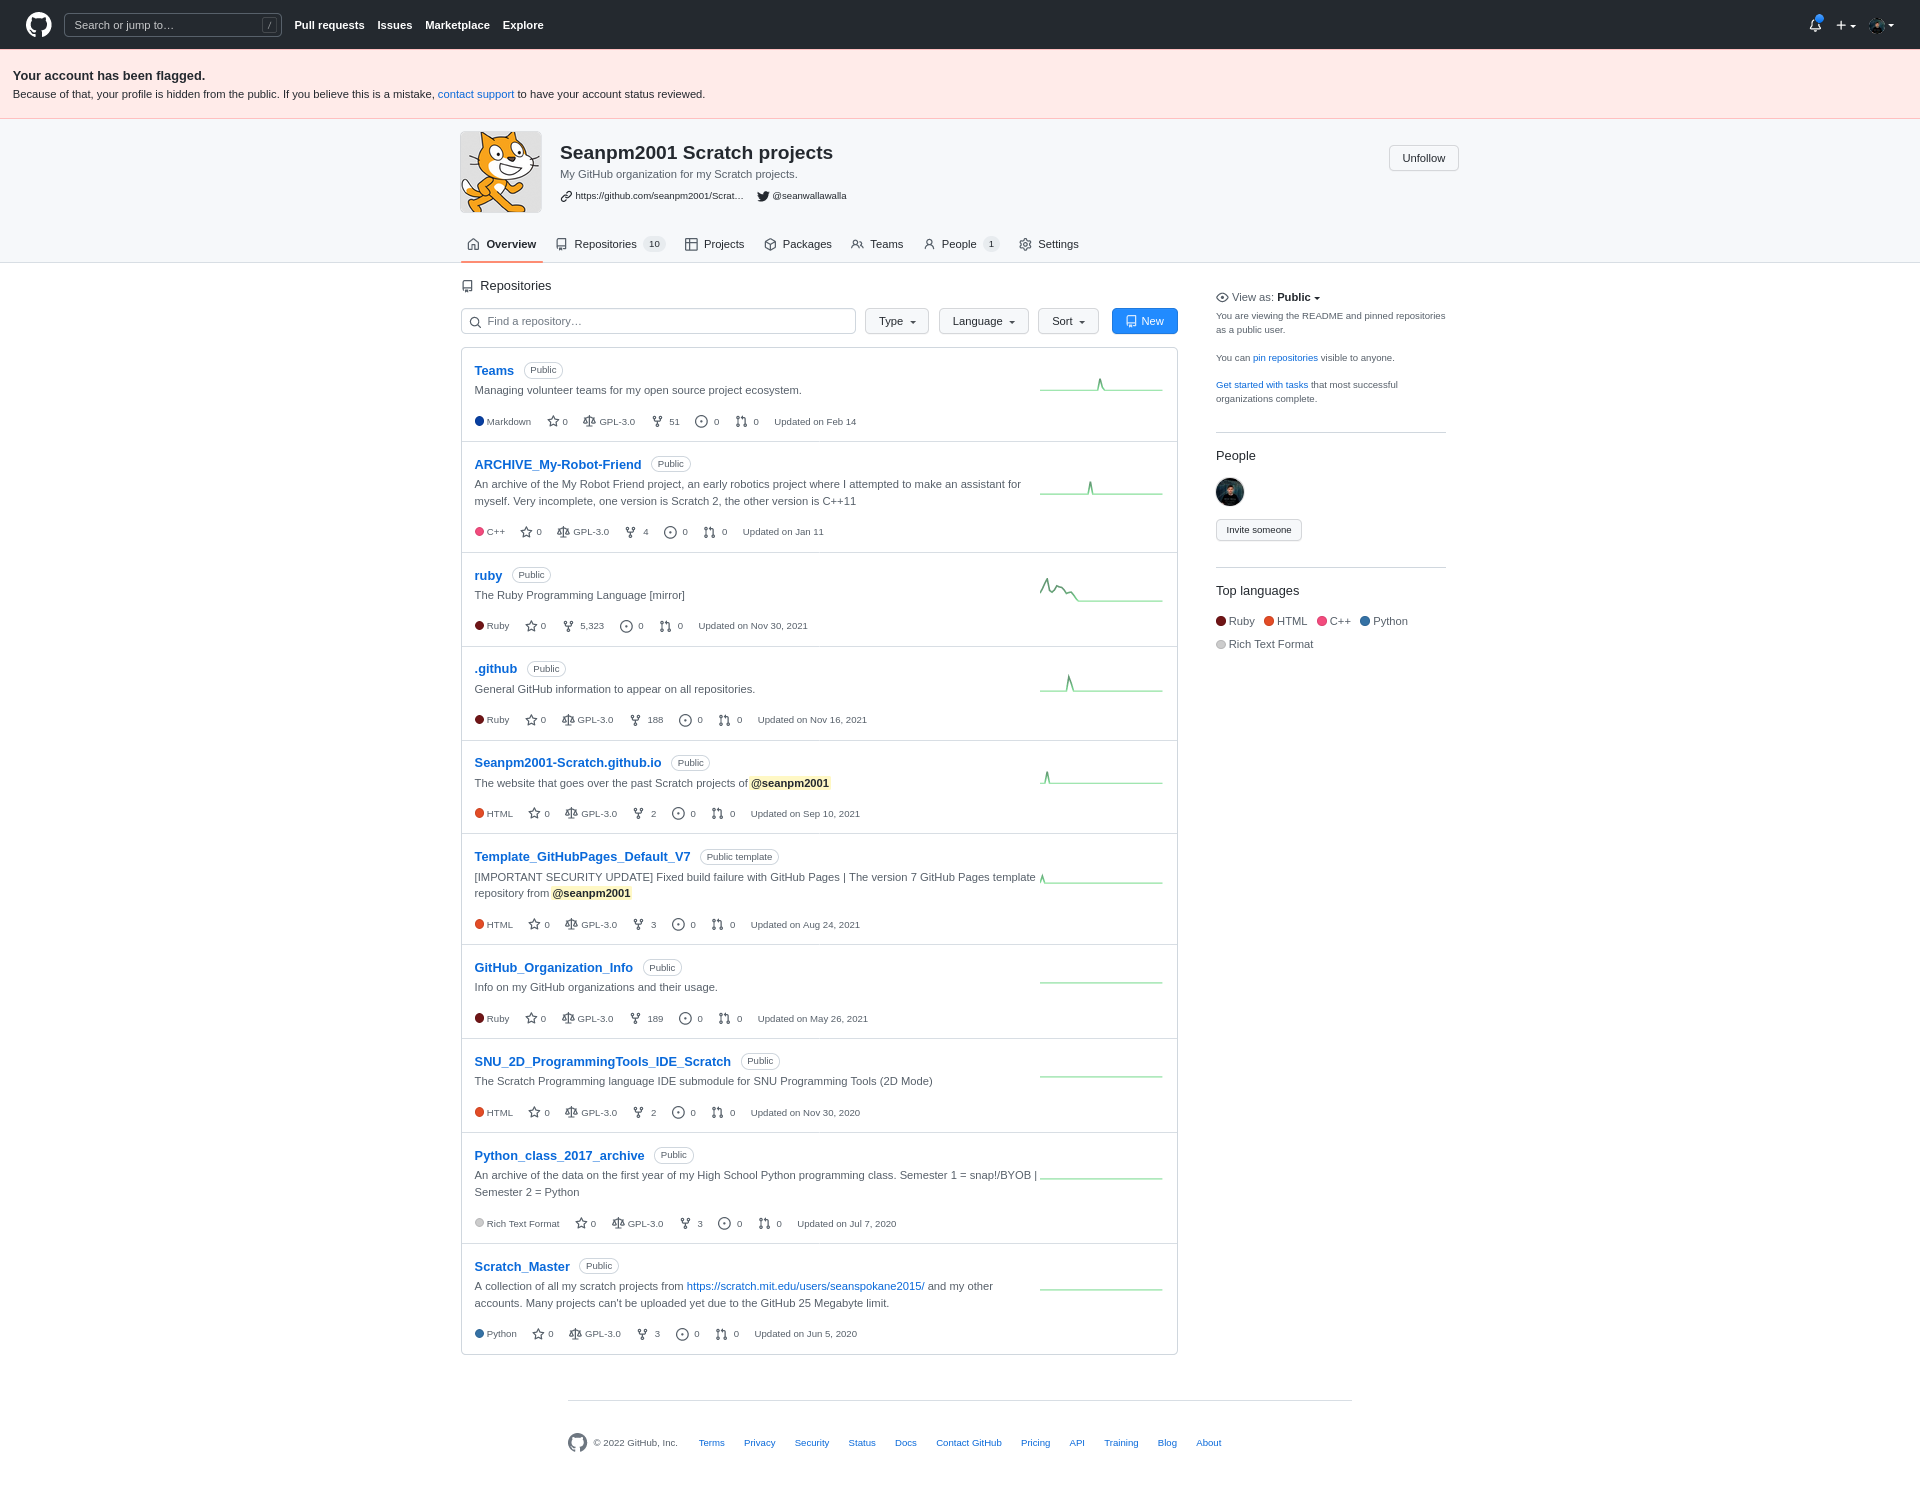 Search or jump to… /
Pull requests Issues Marketplace Explore
Your account has been flagged.
Because of that, your profile is hidden from the public. If you believe this is a mistake, contact support to have your account status reviewed.
Seanpm2001 Scratch projects
Unfollow
My GitHub organization for my Scratch projects.
https://github.com/seanpm2001/Scrat… @seanwallawalla
Overview Repositories 10 Projects Packages Teams People 1 Settings
Repositories
Find a repository… Type Language Sort New
Teams Public
Managing volunteer teams for my open source project ecosystem.
Markdown 0 GPL-3.0 51 0 0 Updated on Feb 14
ARCHIVE_My-Robot-Friend Public
An archive of the My Robot Friend project, an early robotics project where I attempted to make an assistant for
myself. Very incomplete, one version is Scratch 2, the other version is C++11
C++ 0 GPL-3.0 4 0 0 Updated on Jan 11
ruby Public
The Ruby Programming Language [mirror]
Ruby 0 5,323 0 0 Updated on Nov 30, 2021
.github Public
General GitHub information to appear on all repositories.
Ruby 0 GPL-3.0 188 0 0 Updated on Nov 16, 2021
Seanpm2001-Scratch.github.io Public
The website that goes over the past Scratch projects of @seanpm2001
HTML 0 GPL-3.0 2 0 0 Updated on Sep 10, 2021
Template_GitHubPages_Default_V7 Public template
[IMPORTANT SECURITY UPDATE] Fixed build failure with GitHub Pages | The version 7 GitHub Pages template
repository from @seanpm2001
HTML 0 GPL-3.0 3 0 0 Updated on Aug 24, 2021
GitHub_Organization_Info Public
Info on my GitHub organizations and their usage.
Ruby 0 GPL-3.0 189 0 0 Updated on May 26, 2021
SNU_2D_ProgrammingTools_IDE_Scratch Public
The Scratch Programming language IDE submodule for SNU Programming Tools (2D Mode)
HTML 0 GPL-3.0 2 0 0 Updated on Nov 30, 2020
Python_class_2017_archive Public
An archive of the data on the first year of my High School Python programming class. Semester 1 = snap!/BYOB |
Semester 2 = Python
Rich Text Format 0 GPL-3.0 3 0 0 Updated on Jul 7, 2020
Scratch_Master Public
A collection of all my scratch projects from https://scratch.mit.edu/users/seanspokane2015/ and my other
accounts. Many projects can't be uploaded yet due to the GitHub 25 Megabyte limit.
Python 0 GPL-3.0 3 0 0 Updated on Jun 5, 2020
View as: Public
You are viewing the README and pinned repositories
as a public user.
You can pin repositories visible to anyone.
Get started with tasks that most successful
organizations complete.
People
Invite someone
Top languages
Ruby HTML C++ Python
Rich Text Format
© 2022 GitHub, Inc. Terms Privacy Security Status Docs Contact GitHub Pricing API Training Blog About